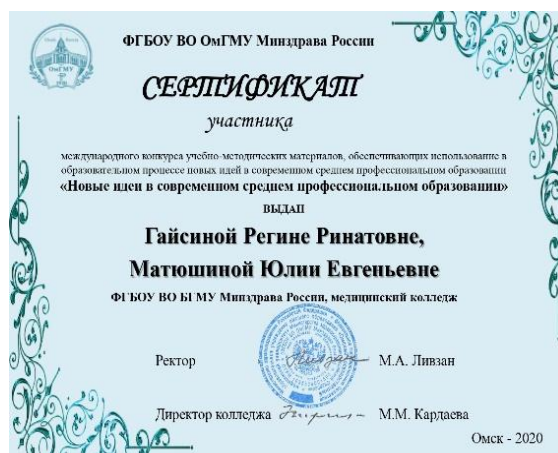 ОмГМУ
ФГБОУ ВО ОмГМУ Минздрава России
СЕРТИФИКАТ
участника
международного конкурса учебно-методических материалов, обеспечивающих использование в
образовательном процессе новых идей в современном среднем профессиональном образовании
«Новые идеи в современном среднем профессиональном образовании»
ВЫДАН
Гайсиной Регине Ринатовне,
Матюшиной Юлии Евгеньевне
ФГБОУ ВО БГМУ Минздрава России, медицинский колледж
Ректор М.А. Ливзан
Директор колледжа М.М. Кардаева
Омск - 2020